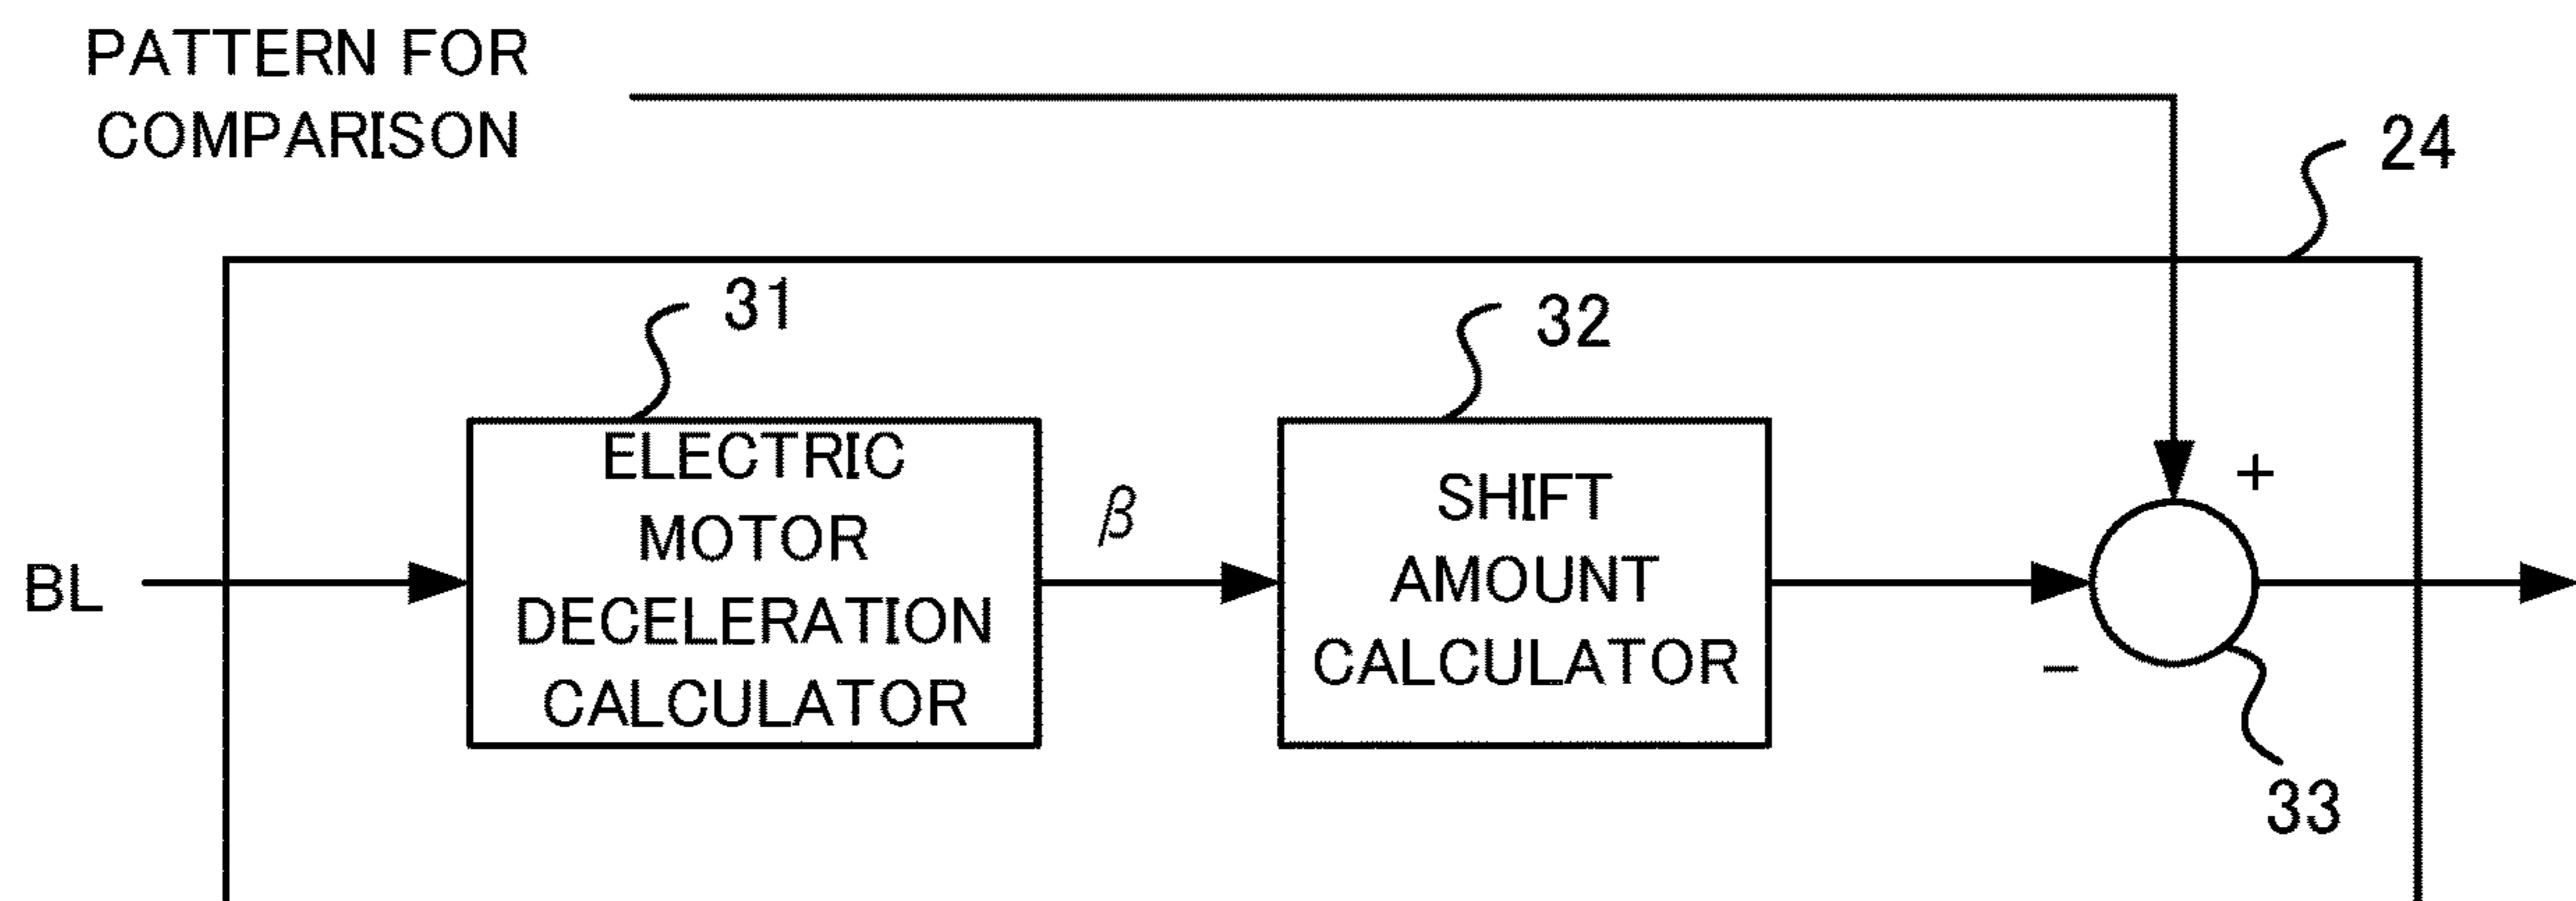 PATTERN FOR
COMPARISON
24
31
32
ELECTRIC
MOTOR
DECELERATION
CALCULATOR
β
SHIFT
AMOUNT
CALCULATOR
+
BL
−
33